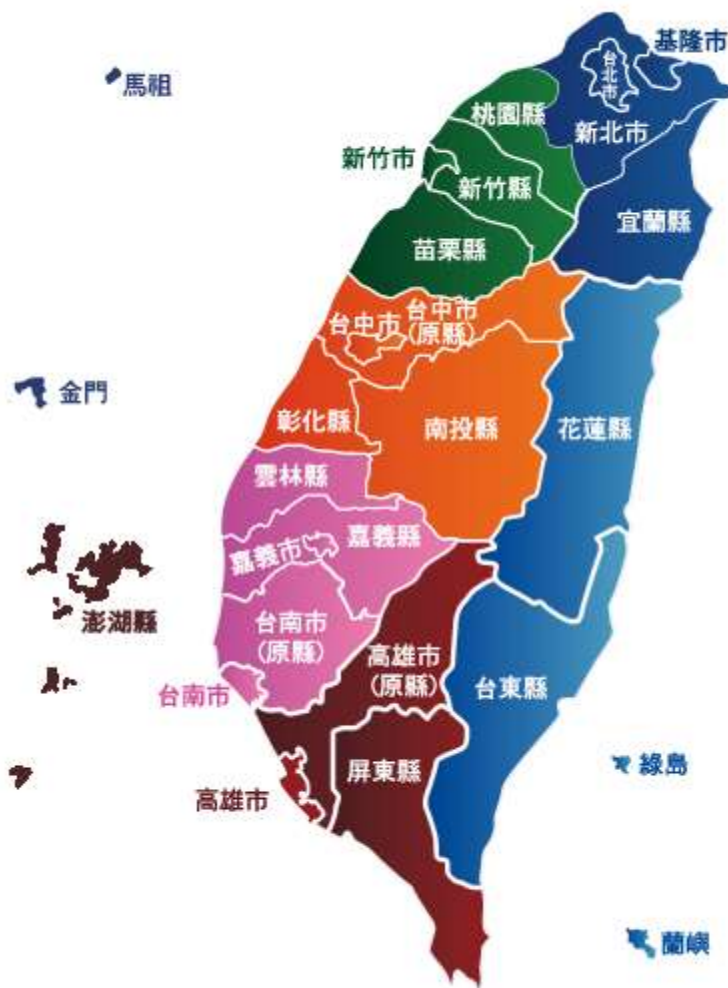 基隆市
台北市
馬祖
桃園縣
新北市
新竹市
新竹縣
宜蘭縣
苗栗縣
台中市
台中市
(原縣)
金門
彰化縣
南投縣
花蓮縣
雲林縣
嘉義縣
嘉義市
澎湖縣
台南市
(原縣)
高雄市
(原縣)
台南市
台東縣
屏東縣
綠島
高雄市
蘭嶼